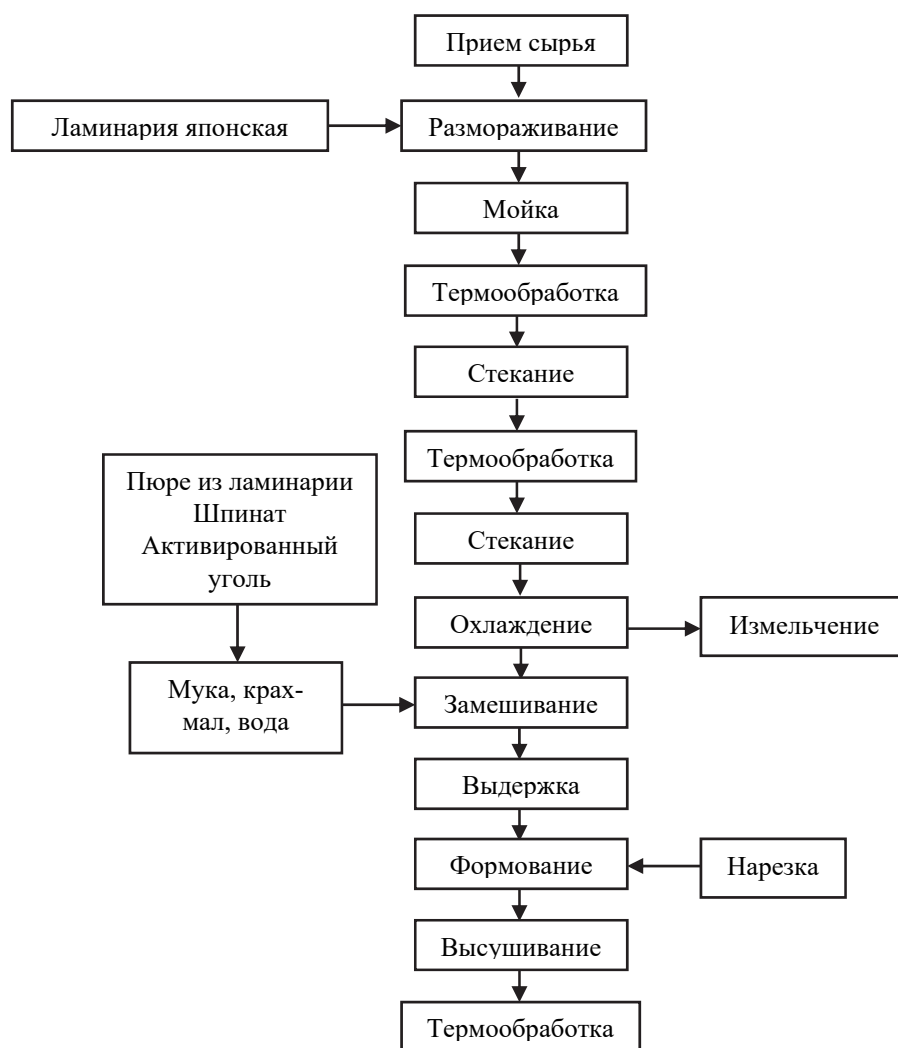 Прием сырья
Ламинария японская
Размораживание
Мойка
Термообработка
Стекание
Термообработка
Пюре из ламинарии
Шпинат
Активированный
уголь
Стекание
Охлаждение
Измельчение
Мука, крах-
мал, вода
Замешивание
Выдержка
Формование
Нарезка
Высушивание
Термообработка